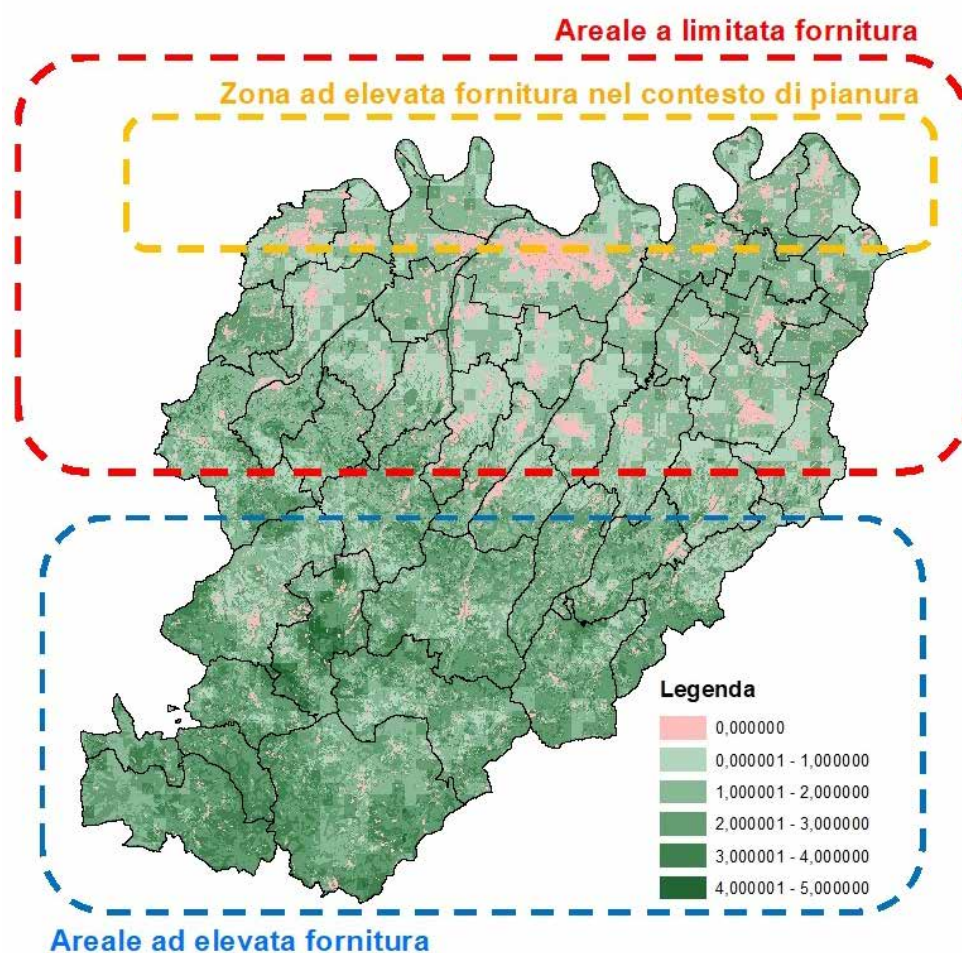 Areale a limitata fornitura
Zona ad elevata fornitura nel contesto di pianura
Legenda
0,000000
0,000001 - 1,000000
1,000001 - 2,000000
2,000001 - 3,000000
3,000001 - 4,000000
4,000001 - 5,000000
Areale ad elevata fornitura